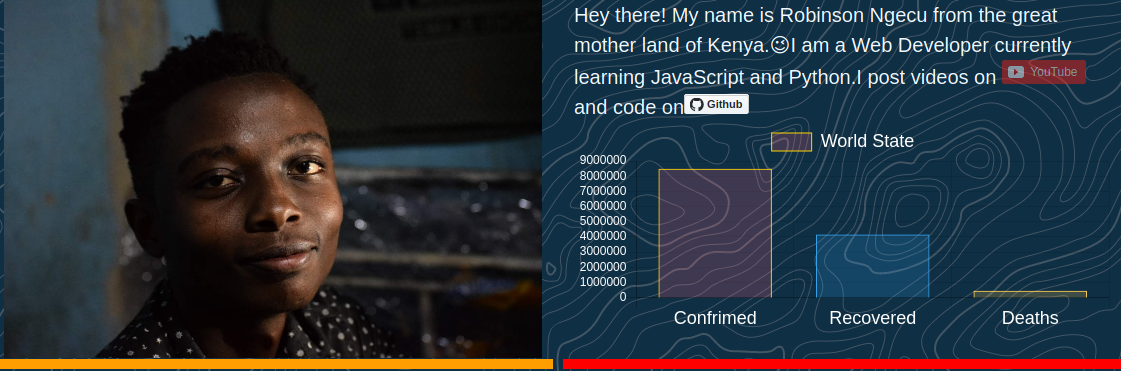 Hey there! My name is Robinson Ngecu from the great
mother land of Kenya.😉I am a Web Developer currently
learning JavaScript and Python.I post videos on YouTube
and code on Github
World State
9000000
8000000
7000000
6000000
5000000
4000000
3000000
2000000
1000000
0
Confrimed Recovered Deaths